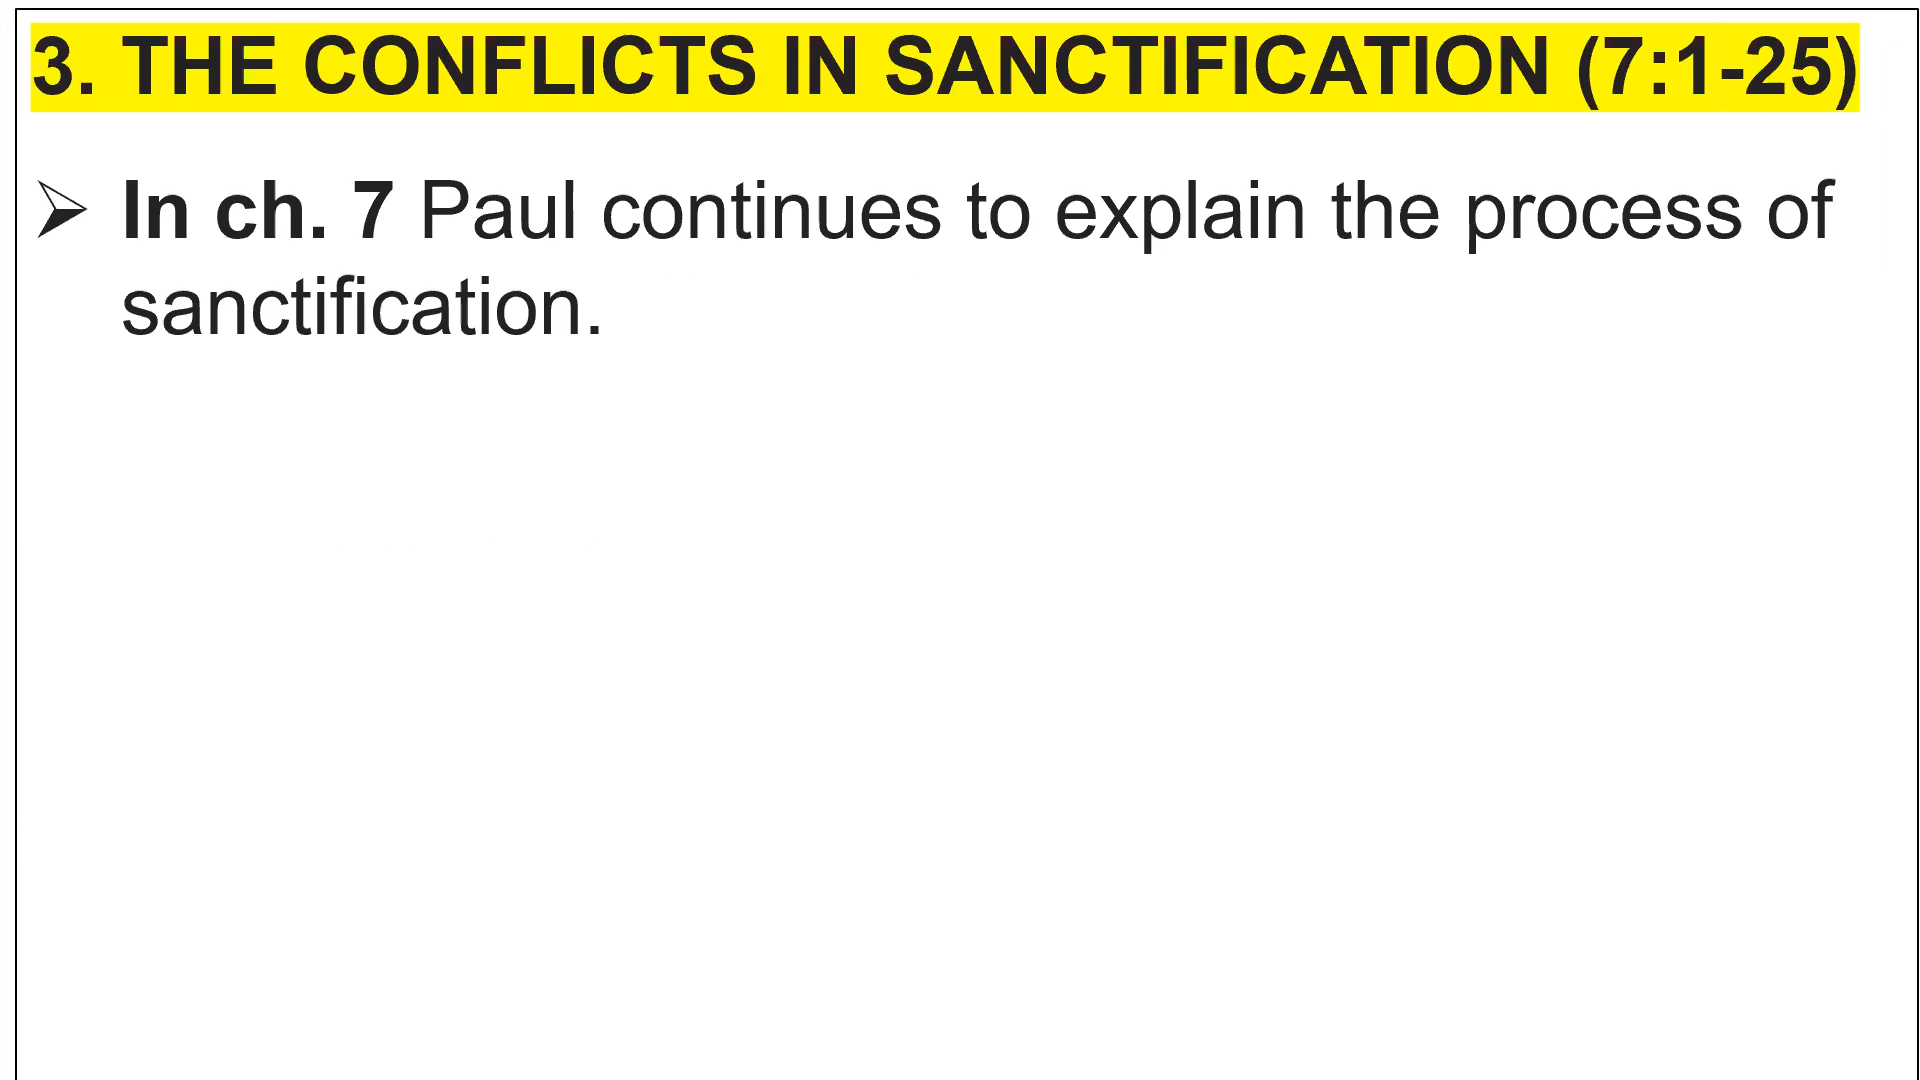 3. THE CONFLICTS IN SANCTIFICATION (7:1-25)
➢ In ch. 7 Paul continues to explain the process of
sanctification.